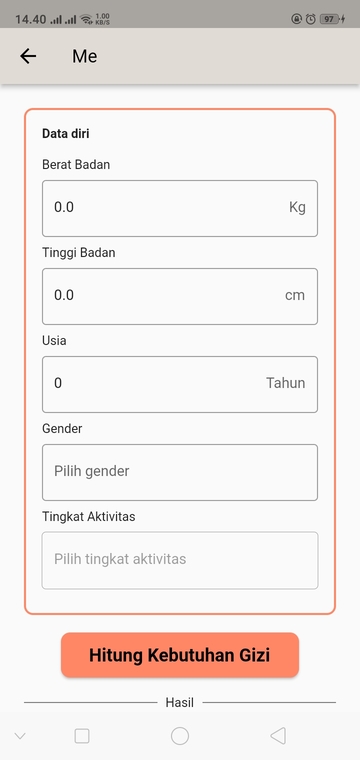 14.40 1.00 KB/S 97
Me
Data diri
Berat Badan
0.0 Kg
Tinggi Badan
0.0 cm
Usia
0 Tahun
Gender
Pilih gender
Tingkat Aktivitas
Pilih tingkat aktivitas
Hitung Kebutuhan Gizi
Hasil